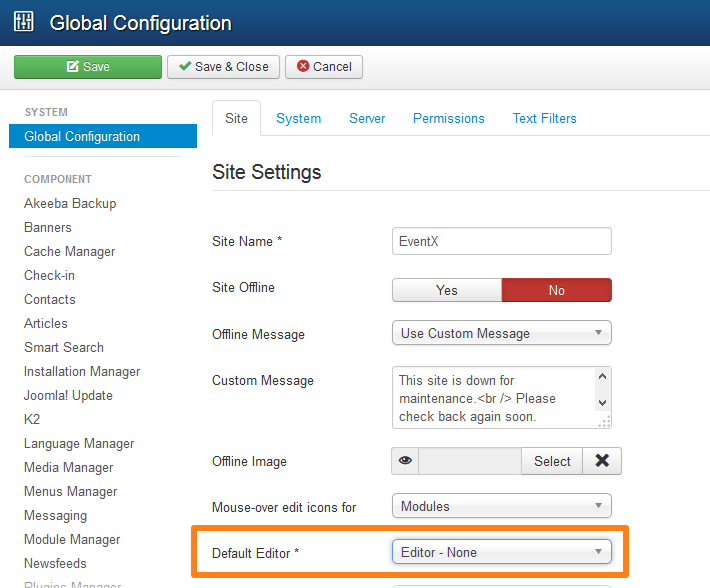 Global Configuration
Save
Save & Close
Cancel
SYSTEM
Global Configuration
COMPONENT
Akeeba Backup
Banners
Cache Manager
Check-in
Contacts
Articles
Smart Search
Installation Manager
Joomla! Update
K2
Language Manager
Media Manager
Menus Manager
Messaging
Module Manager
Newsfeeds
Plugins Manager
Site
System
Server
Permissions
Text Filters
Site Settings
Site Name *
EventX
Site Offline
Yes
No
Offline Message
Use Custom Message
Custom Message
This site is down for
maintenance.<br /> Please
check back again soon.
Offline Image
Select
Mouse-over edit icons for
Modules
Default Editor *
Editor - None